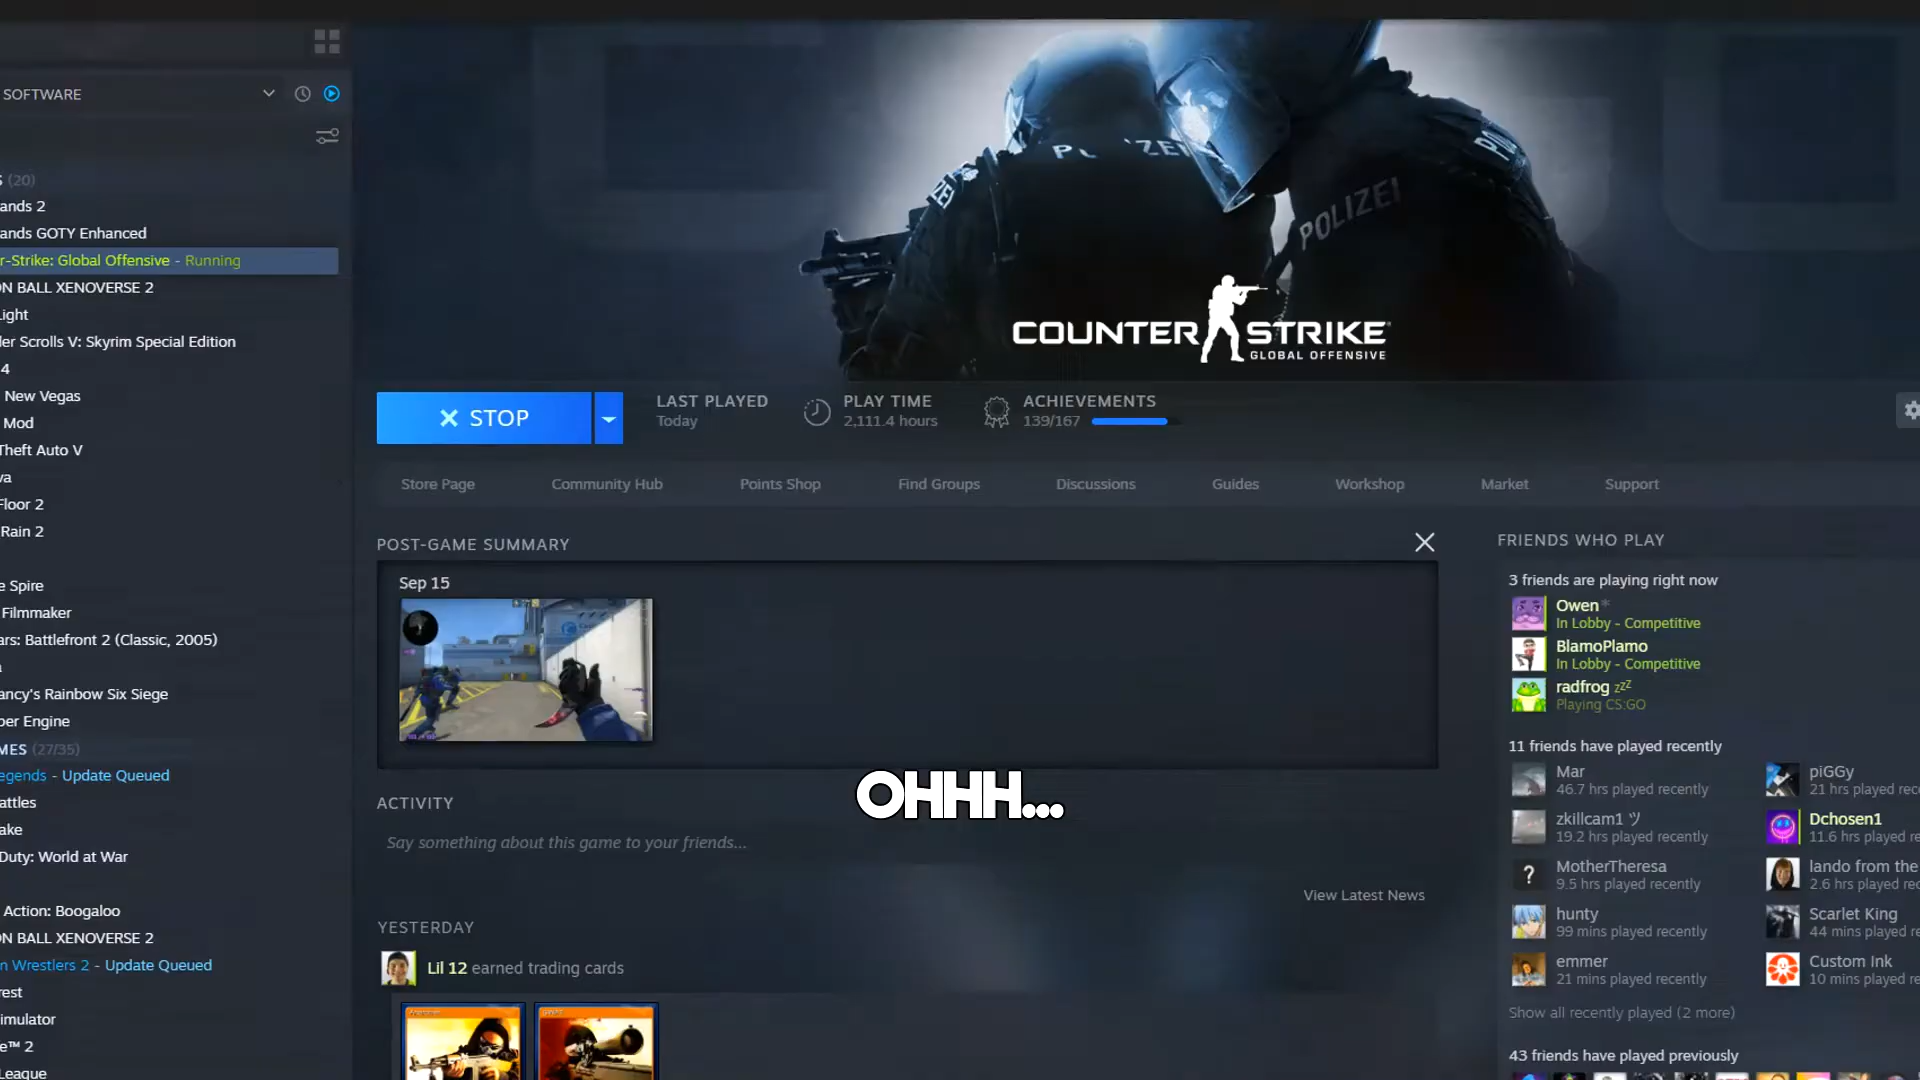 SOFTWARE
S (20)
ands 2
ands GOTY Enhanced
r-Strike: Global Offensive - Running
ON BALL XENOVERSE 2
Light
ler Scrolls V: Skyrim Special Edition
4
New Vegas
Mod
Theft Auto V
va
Floor 2
Rain 2
e Spire
Filmmaker
ars: Battlefront 2 (Classic, 2005)
ancy's Rainbow Six Siege
per Engine
MES (27/35)
egends - Update Queued
attles
ake
Duty: World at War
Action: Boogaloo
ON BALL XENOVERSE 2
n Wrestlers 2 - Update Queued
rest
imulator
e™ 2
League
POLIZEI
COUNTER STRIKE
GLOBAL OFFENSIVE
STOP
LAST PLAYED
Today
PLAY TIME
2,111.4 hours
ACHIEVEMENTS
139/167
Store Page
Community Hub
Points Shop
Find Groups
Discussions
Guides
Workshop
Market
Support
POST-GAME SUMMARY
Sep 15
OHHH...
ACTIVITY
Say something about this game to your friends...
View Latest News
YESTERDAY
Lil 12 earned trading cards
FRIENDS WHO PLAY
3 friends are playing right now
Owen *
In Lobby - Competitive
BlamoPlamo
In Lobby - Competitive
radfrog zzz
Playing CS:GO
11 friends have played recently
Mar
46.7 hrs played recently
piGGy
21 hrs played rec
zkillcam1 ツ
19.2 hrs played recently
Dchosen1
11.6 hrs played re
MotherTheresa
9.5 hrs played recently
lando from the
2.6 hrs played rec
hunty
99 mins played recently
Scarlet King
44 mins played re
emmer
21 mins played recently
Custom Ink
10 mins played re
Show all recently played (2 more)
43 friends have played previously